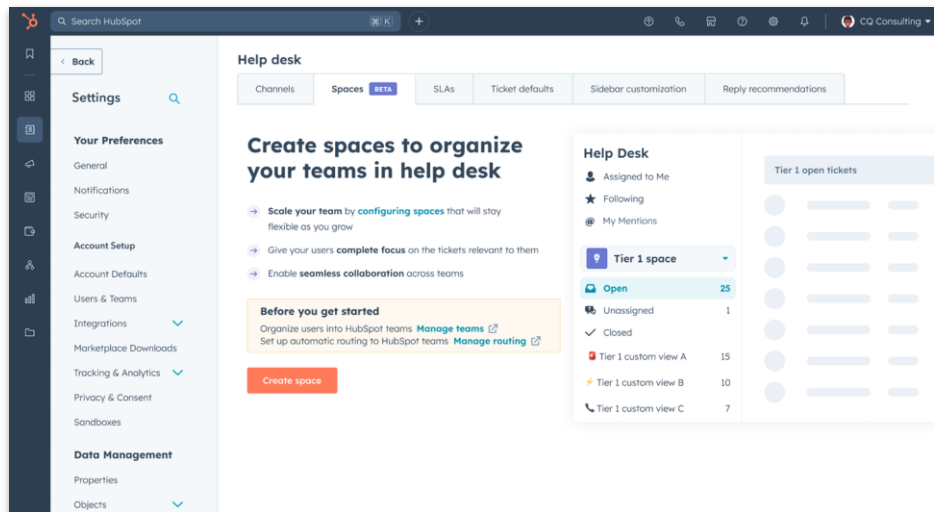 Search HubSpot
⌘ K
+
CQ Consulting
Back
Settings
Your Preferences
General
Notifications
Security
Account Setup
Account Defaults
Users & Teams
Integrations
Marketplace Downloads
Tracking & Analytics
Privacy & Consent
Sandboxes
Data Management
Properties
Objects
Help desk
Channels
Spaces BETA
SLAs
Ticket defaults
Sidebar customization
Reply recommendations
Create spaces to organize
your teams in help desk
Scale your team by configuring spaces that will stay
flexible as you grow
Give your users complete focus on the tickets relevant to them
Enable seamless collaboration across teams
Before you get started
Organize users into HubSpot teams Manage teams
Set up automatic routing to HubSpot teams Manage routing
Create space
Help Desk
Assigned to Me
Following
@ My Mentions
Tier 1 space
Open 25
Unassigned 1
Closed
Tier 1 custom view A 15
Tier 1 custom view B 10
Tier 1 custom view C 7
Tier 1 open tickets